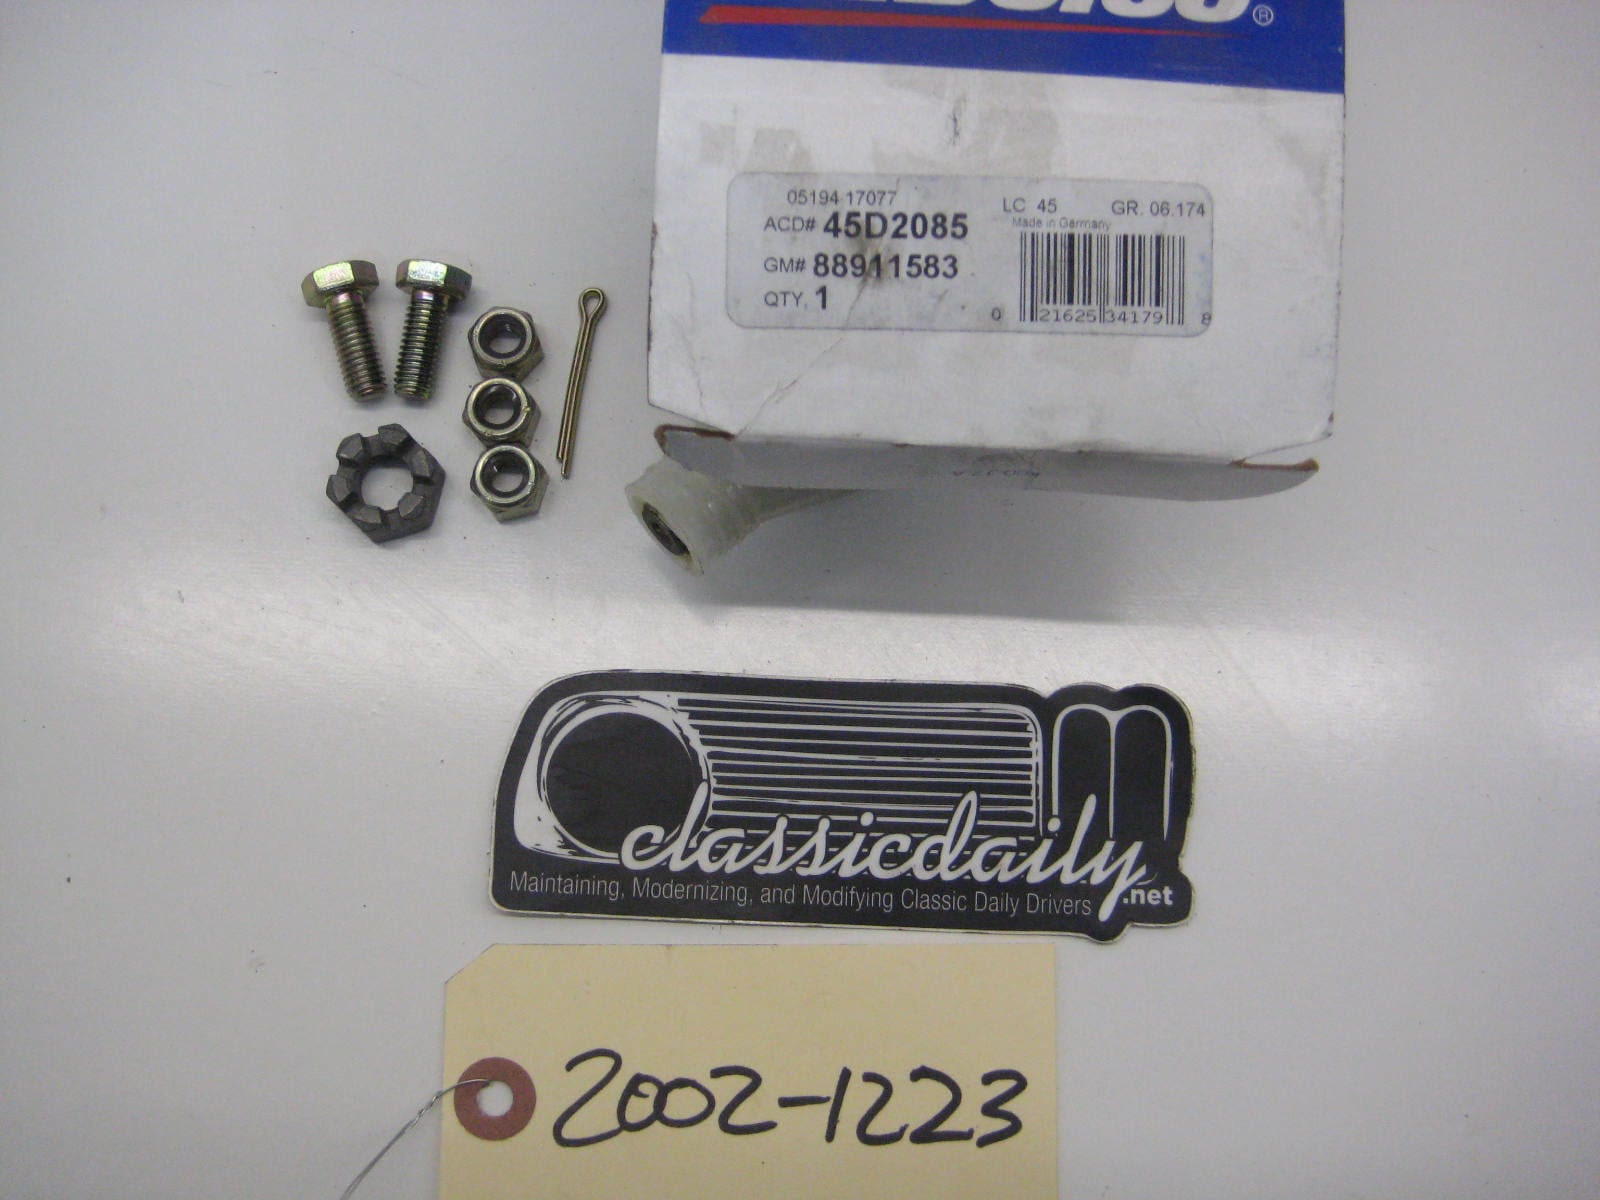 05194 17077
LC 45 GR. 06.174
Made in Germany
ACD# 45D2085
GM# 88911583
QTY. 1
0 21625 34179 8
classicdaily
.net
Maintaining, Modernizing, and Modifying Classic Daily Drivers
2002-1223